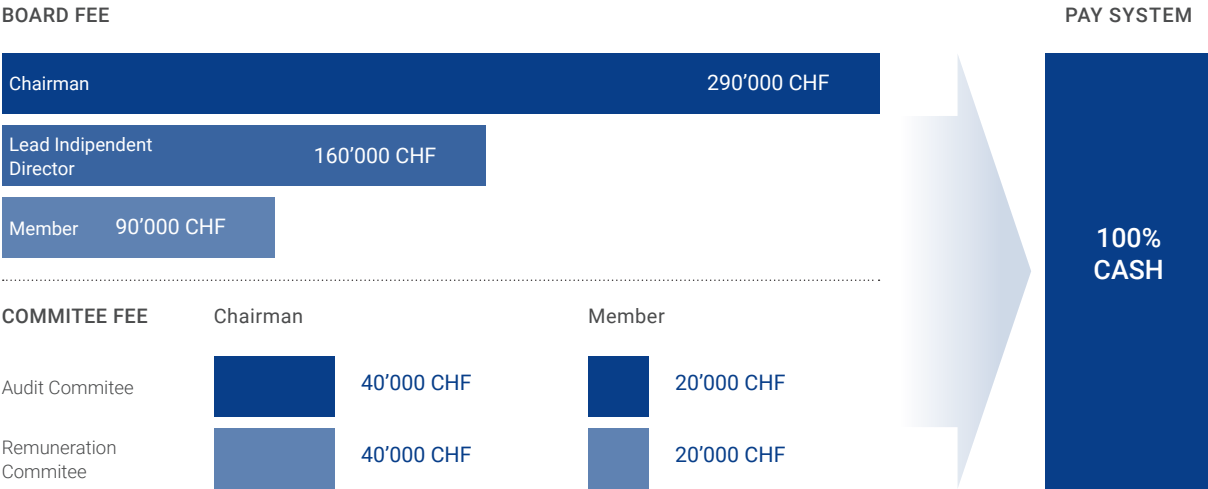 BOARD FEE
PAY SYSTEM
Chairman
290’000 CHF
Lead Indipendent
Director
160’000 CHF
Member
90’000 CHF
100%
CASH
COMMITEE FEE
Chairman
Member
Audit Commitee
40’000 CHF
20’000 CHF
Remuneration
Commitee
40’000 CHF
20’000 CHF